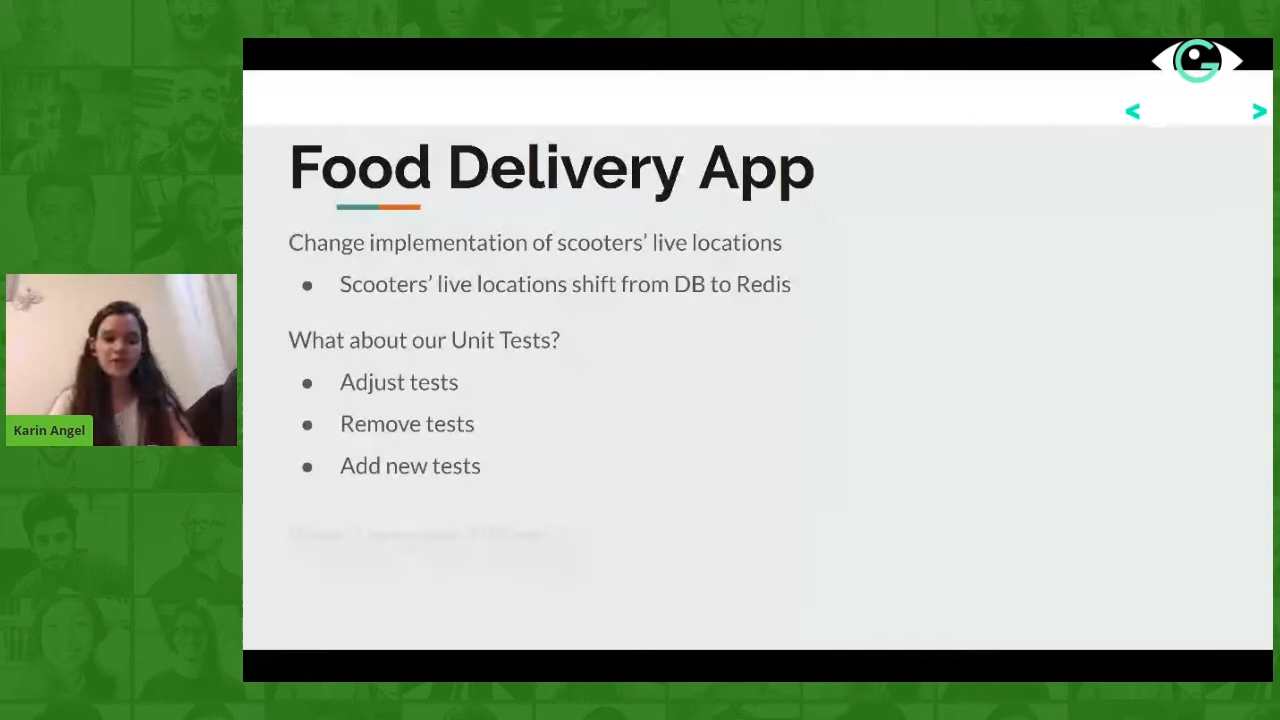 < >
Food Delivery App
Change implementation of scooters' live locations
● Scooters' live locations shift from DB to Redis
What about our Unit Tests?
● Adjust tests
● Remove tests
● Add new tests
Karin Angel